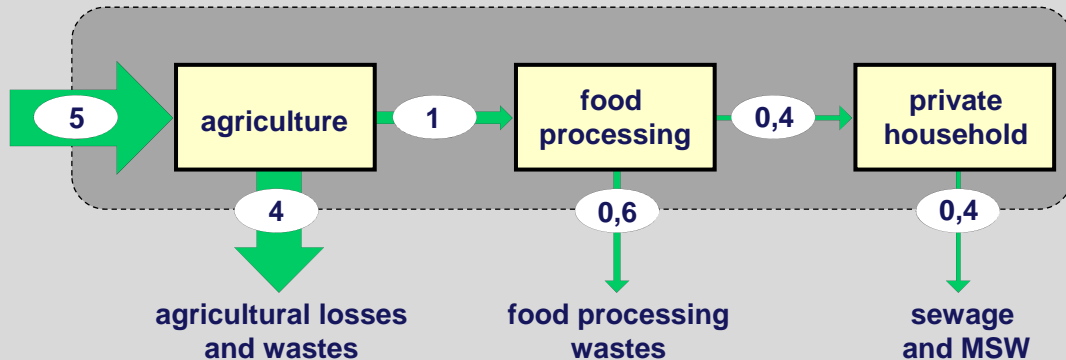 5
agriculture
1
food
processing
0,4
private
household
4
0,6
0,4
agricultural losses
and wastes
food processing
wastes
sewage
and MSW